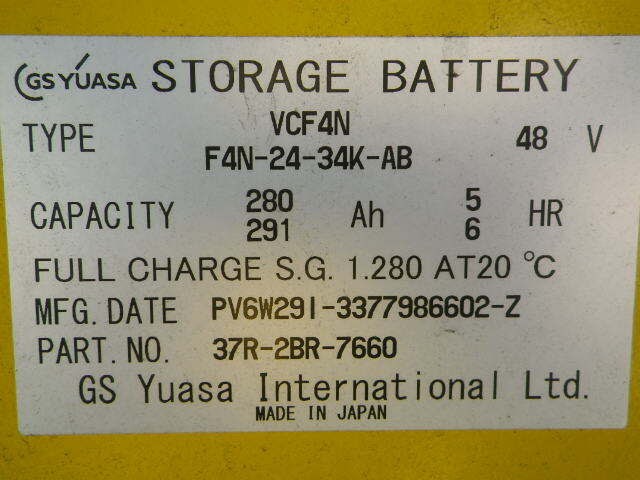 GS YUASA STORAGE BATTERY
TYPE VCF4N 48 V
F4N-24-34K-AB
CAPACITY 280 Ah 5 HR
291 6
FULL CHARGE S.G. 1.280 AT 20 ℃
MFG. DATE PV6W29I-3377986602-Z
PART. NO. 37R-2BR-7660
GS Yuasa International Ltd.
MADE IN JAPAN